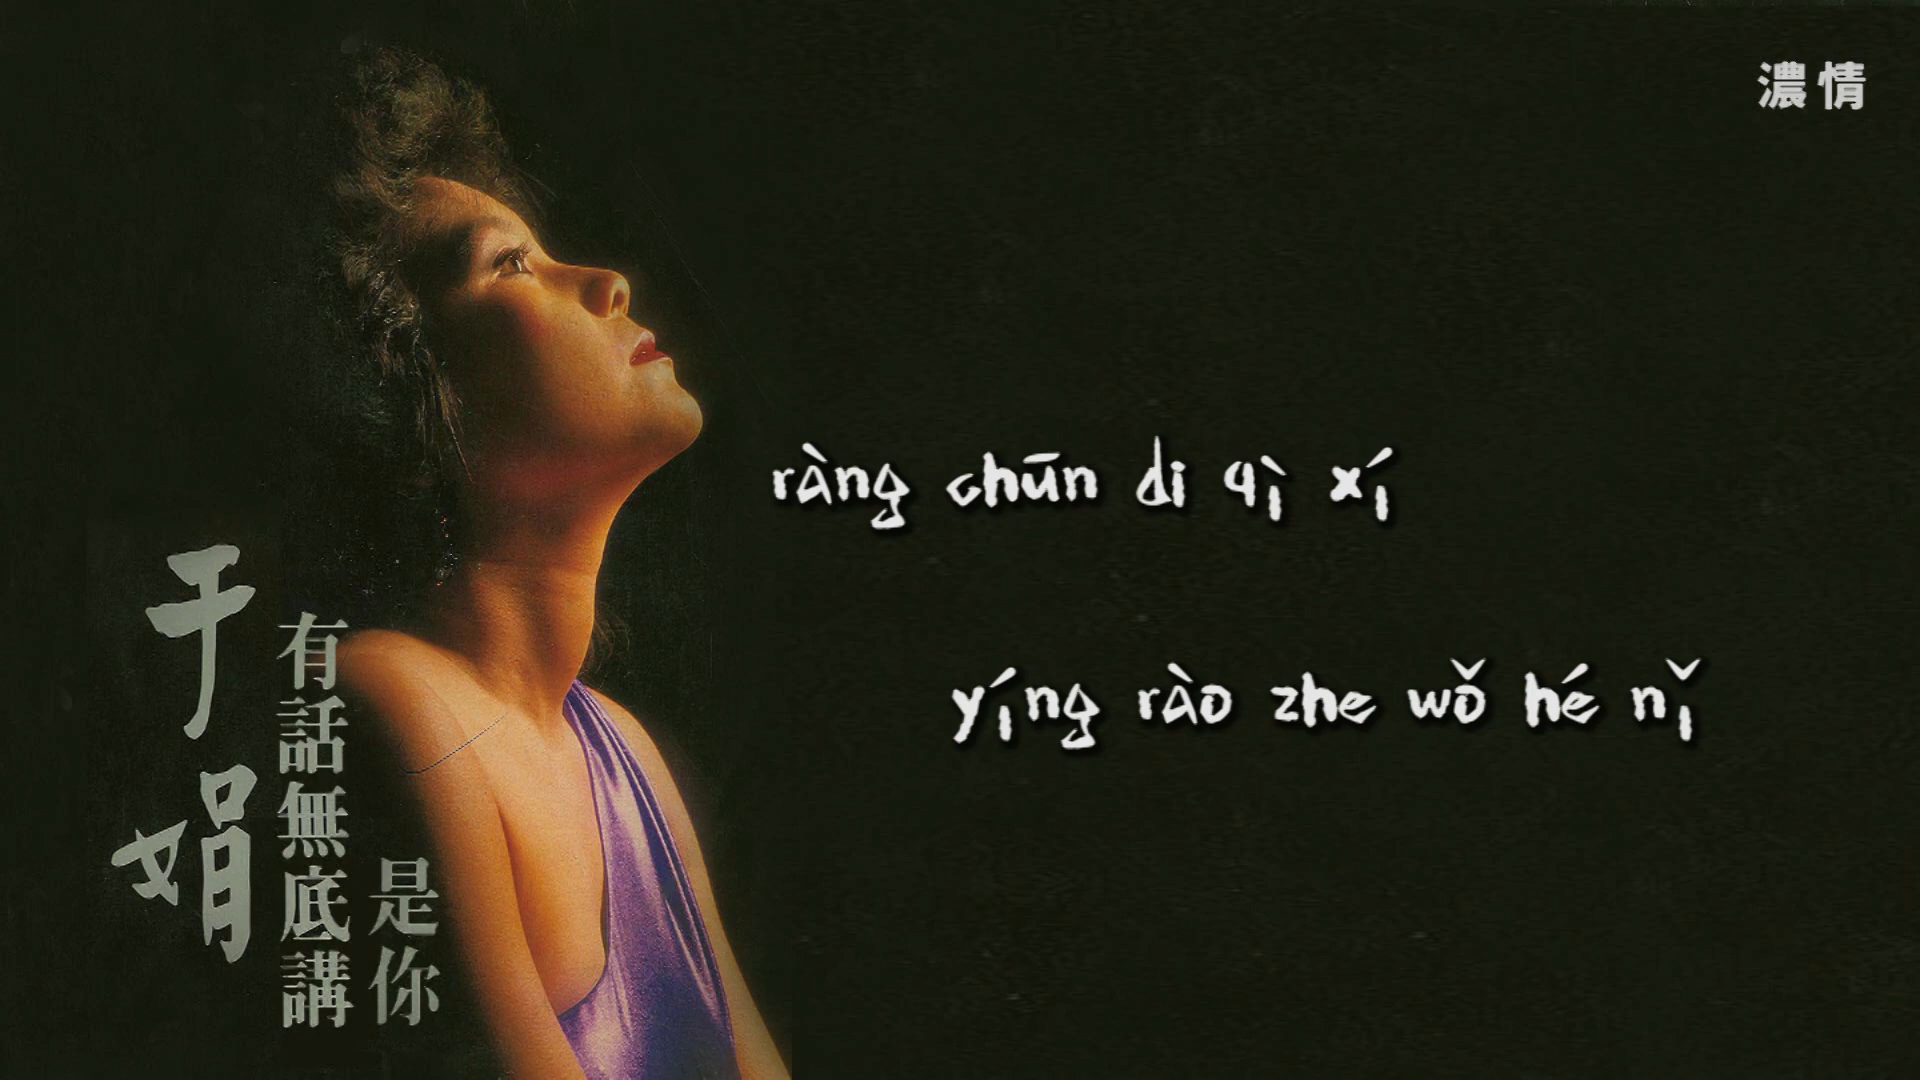 濃情
ràng chūn di qì xí
yíng rào zhe wǒ hé nǐ
于娟
有話無底講
是你